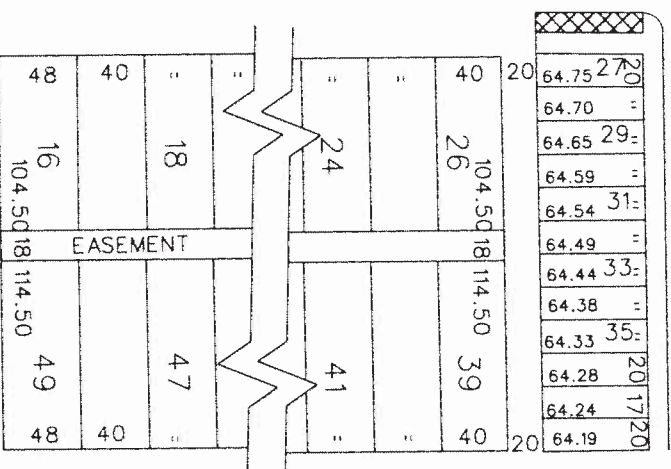 48 40 " " " " 40 20
16 18 24 26
104.50 104.50
18 EASEMENT 18
114.50 114.50
49 47 41 39
48 40 " " " 40 20
64.75 27 20
64.70 "
64.65 29 "
64.59 "
64.54 31 "
64.49 "
64.44 33 "
64.38 "
64.33 35 "
64.28 20
64.24 17
64.19 20